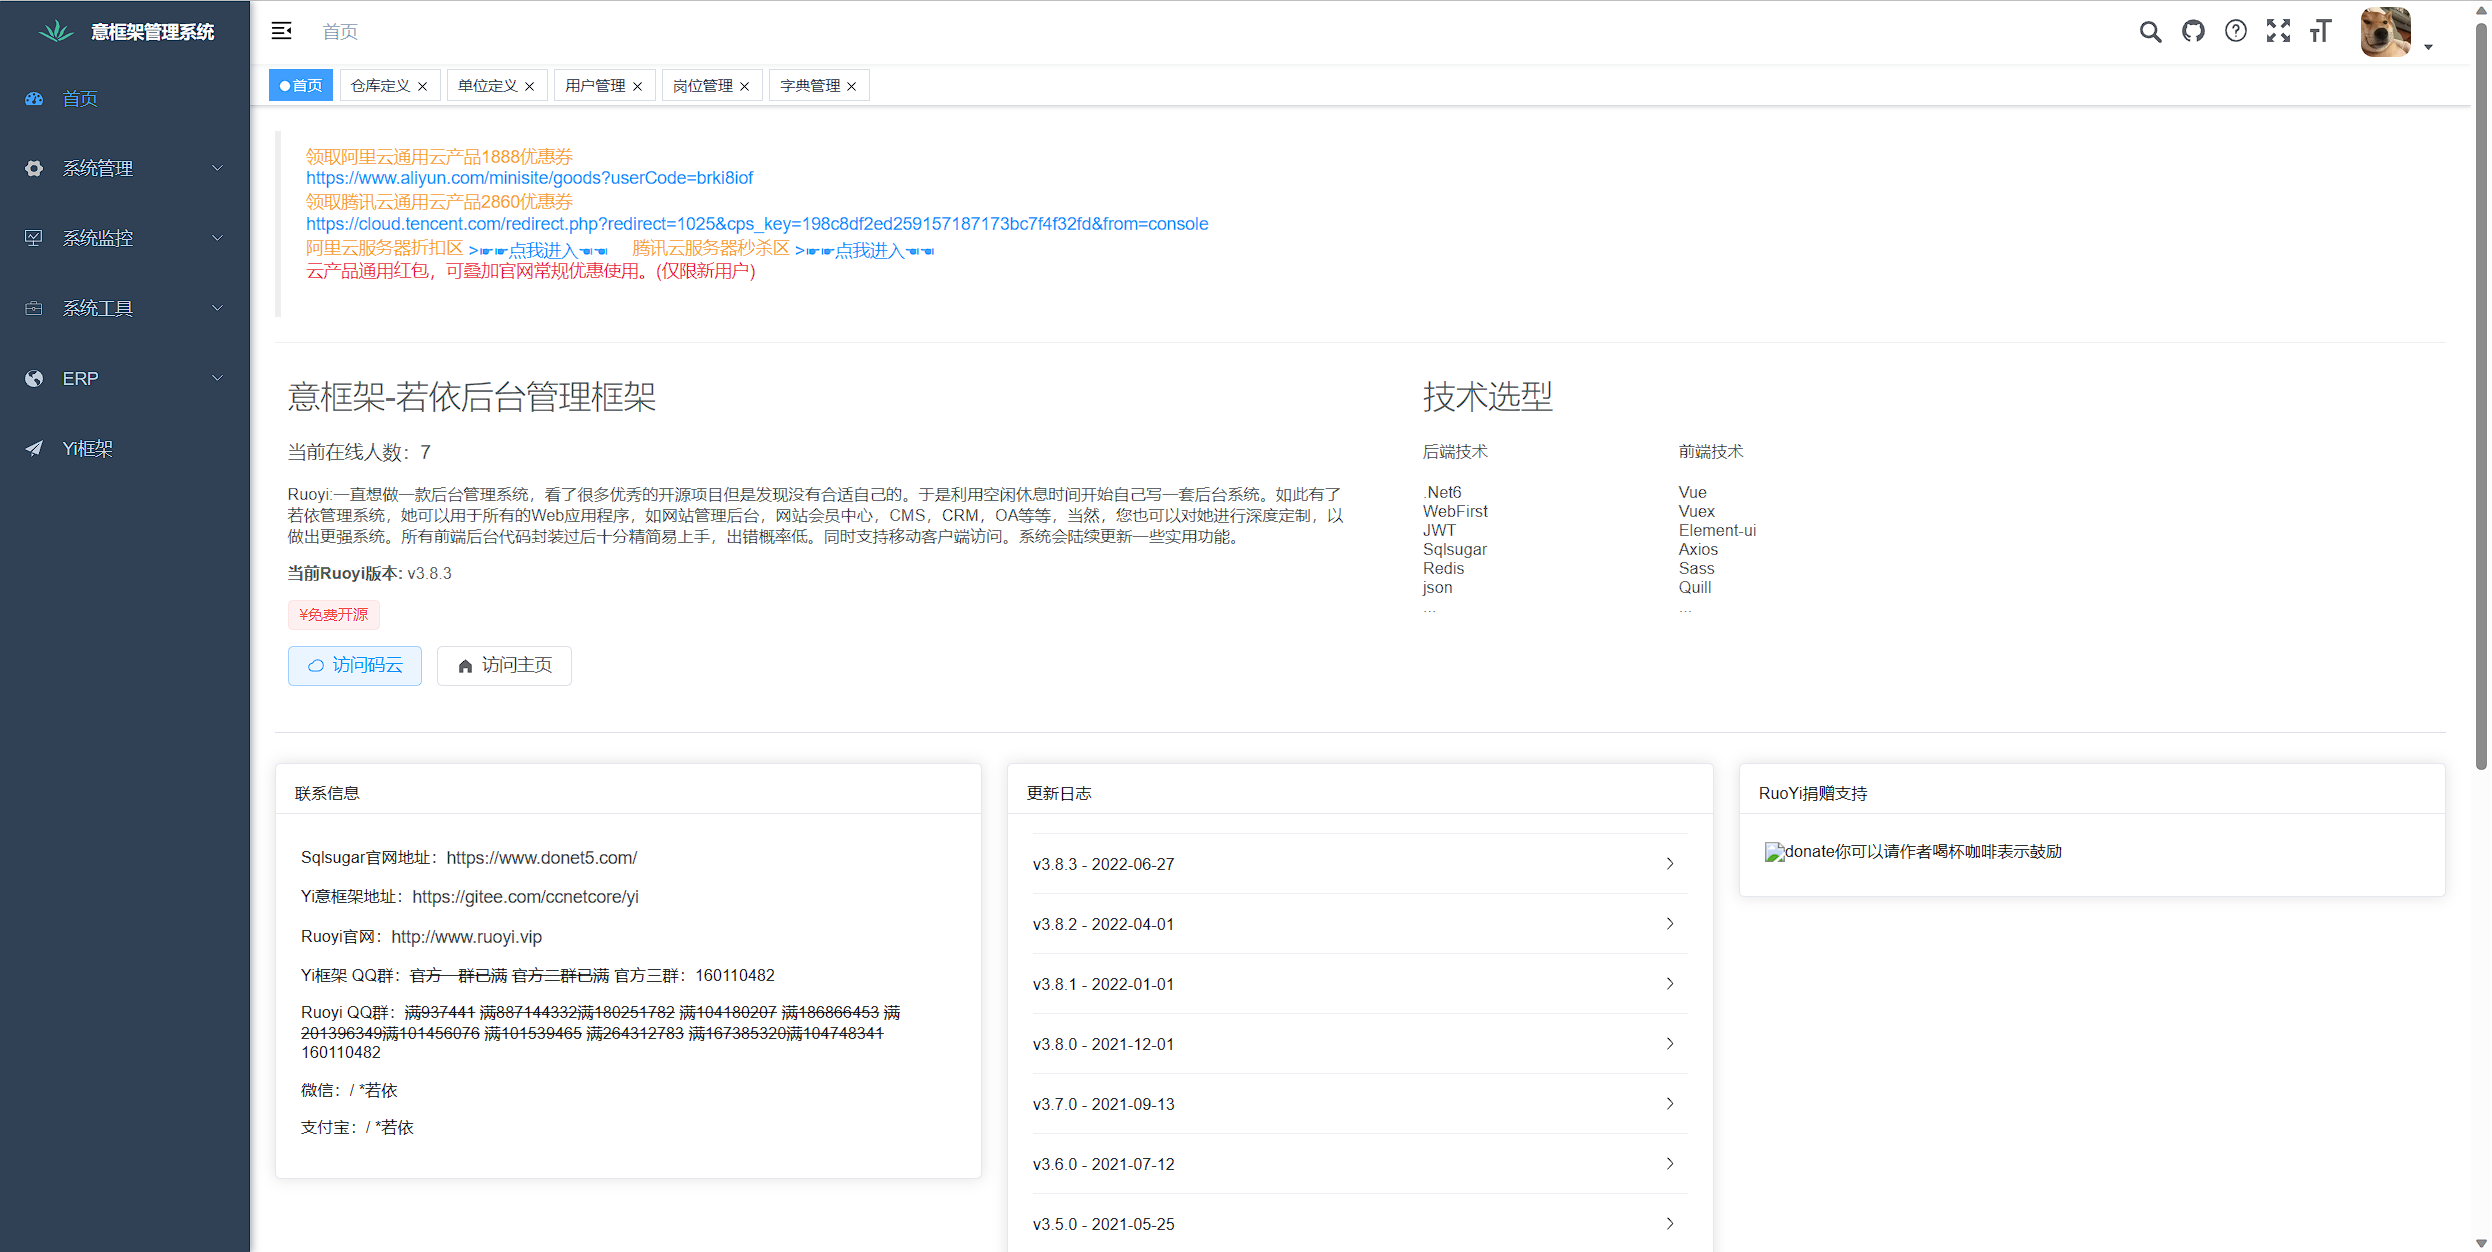 意框架管理系统
首页
系统管理
系统监控
系统工具
ERP
Yi框架
首页
首页 仓库定义 单位定义 用户管理 岗位管理 字典管理
领取阿里云通用云产品1888优惠券
https://www.aliyun.com/minisite/goods?userCode=brki8iof
领取腾讯云通用云产品2860优惠券
https://cloud.tencent.com/redirect.php?redirect=1025&cps_key=198c8df2ed259157187173bc7f4f32fd&from=console
阿里云服务器折扣区 >☛☛点我进入☚☚ 腾讯云服务器秒杀区 >☛☛点我进入☚☚
云产品通用红包，可叠加官网常规优惠使用。(仅限新用户)
意框架-若依后台管理框架
当前在线人数：7
Ruoyi:一直想做一款后台管理系统，看了很多优秀的开源项目但是发现没有合适自己的。于是利用空闲休息时间开始自己写一套后台系统。如此有了
若依管理系统，她可以用于所有的Web应用程序，如网站管理后台，网站会员中心，CMS，CRM，OA等等，当然，您也可以对她进行深度定制，以
做出更强系统。所有前端后台代码封装过后十分精简易上手，出错概率低。同时支持移动客户端访问。系统会陆续更新一些实用功能。
当前Ruoyi版本: v3.8.3
¥免费开源
访问码云 访问主页
技术选型
后端技术
.Net6
WebFirst
JWT
Sqlsugar
Redis
json
...
前端技术
Vue
Vuex
Element-ui
Axios
Sass
Quill
...
联系信息
Sqlsugar官网地址：https://www.donet5.com/
Yi意框架地址：https://gitee.com/ccnetcore/yi
Ruoyi官网：http://www.ruoyi.vip
Yi框架 QQ群：官方一群已满 官方二群已满 官方三群：160110482
Ruoyi QQ群：满937441 满887144332满180251782 满104180207 满186866453 满
201396349满101456076 满101539465 满264312783 满167385320满104748341
160110482
微信：/ *若依
支付宝：/ *若依
更新日志
v3.8.3 - 2022-06-27
v3.8.2 - 2022-04-01
v3.8.1 - 2022-01-01
v3.8.0 - 2021-12-01
v3.7.0 - 2021-09-13
v3.6.0 - 2021-07-12
v3.5.0 - 2021-05-25
RuoYi捐赠支持
donate你可以请作者喝杯咖啡表示鼓励